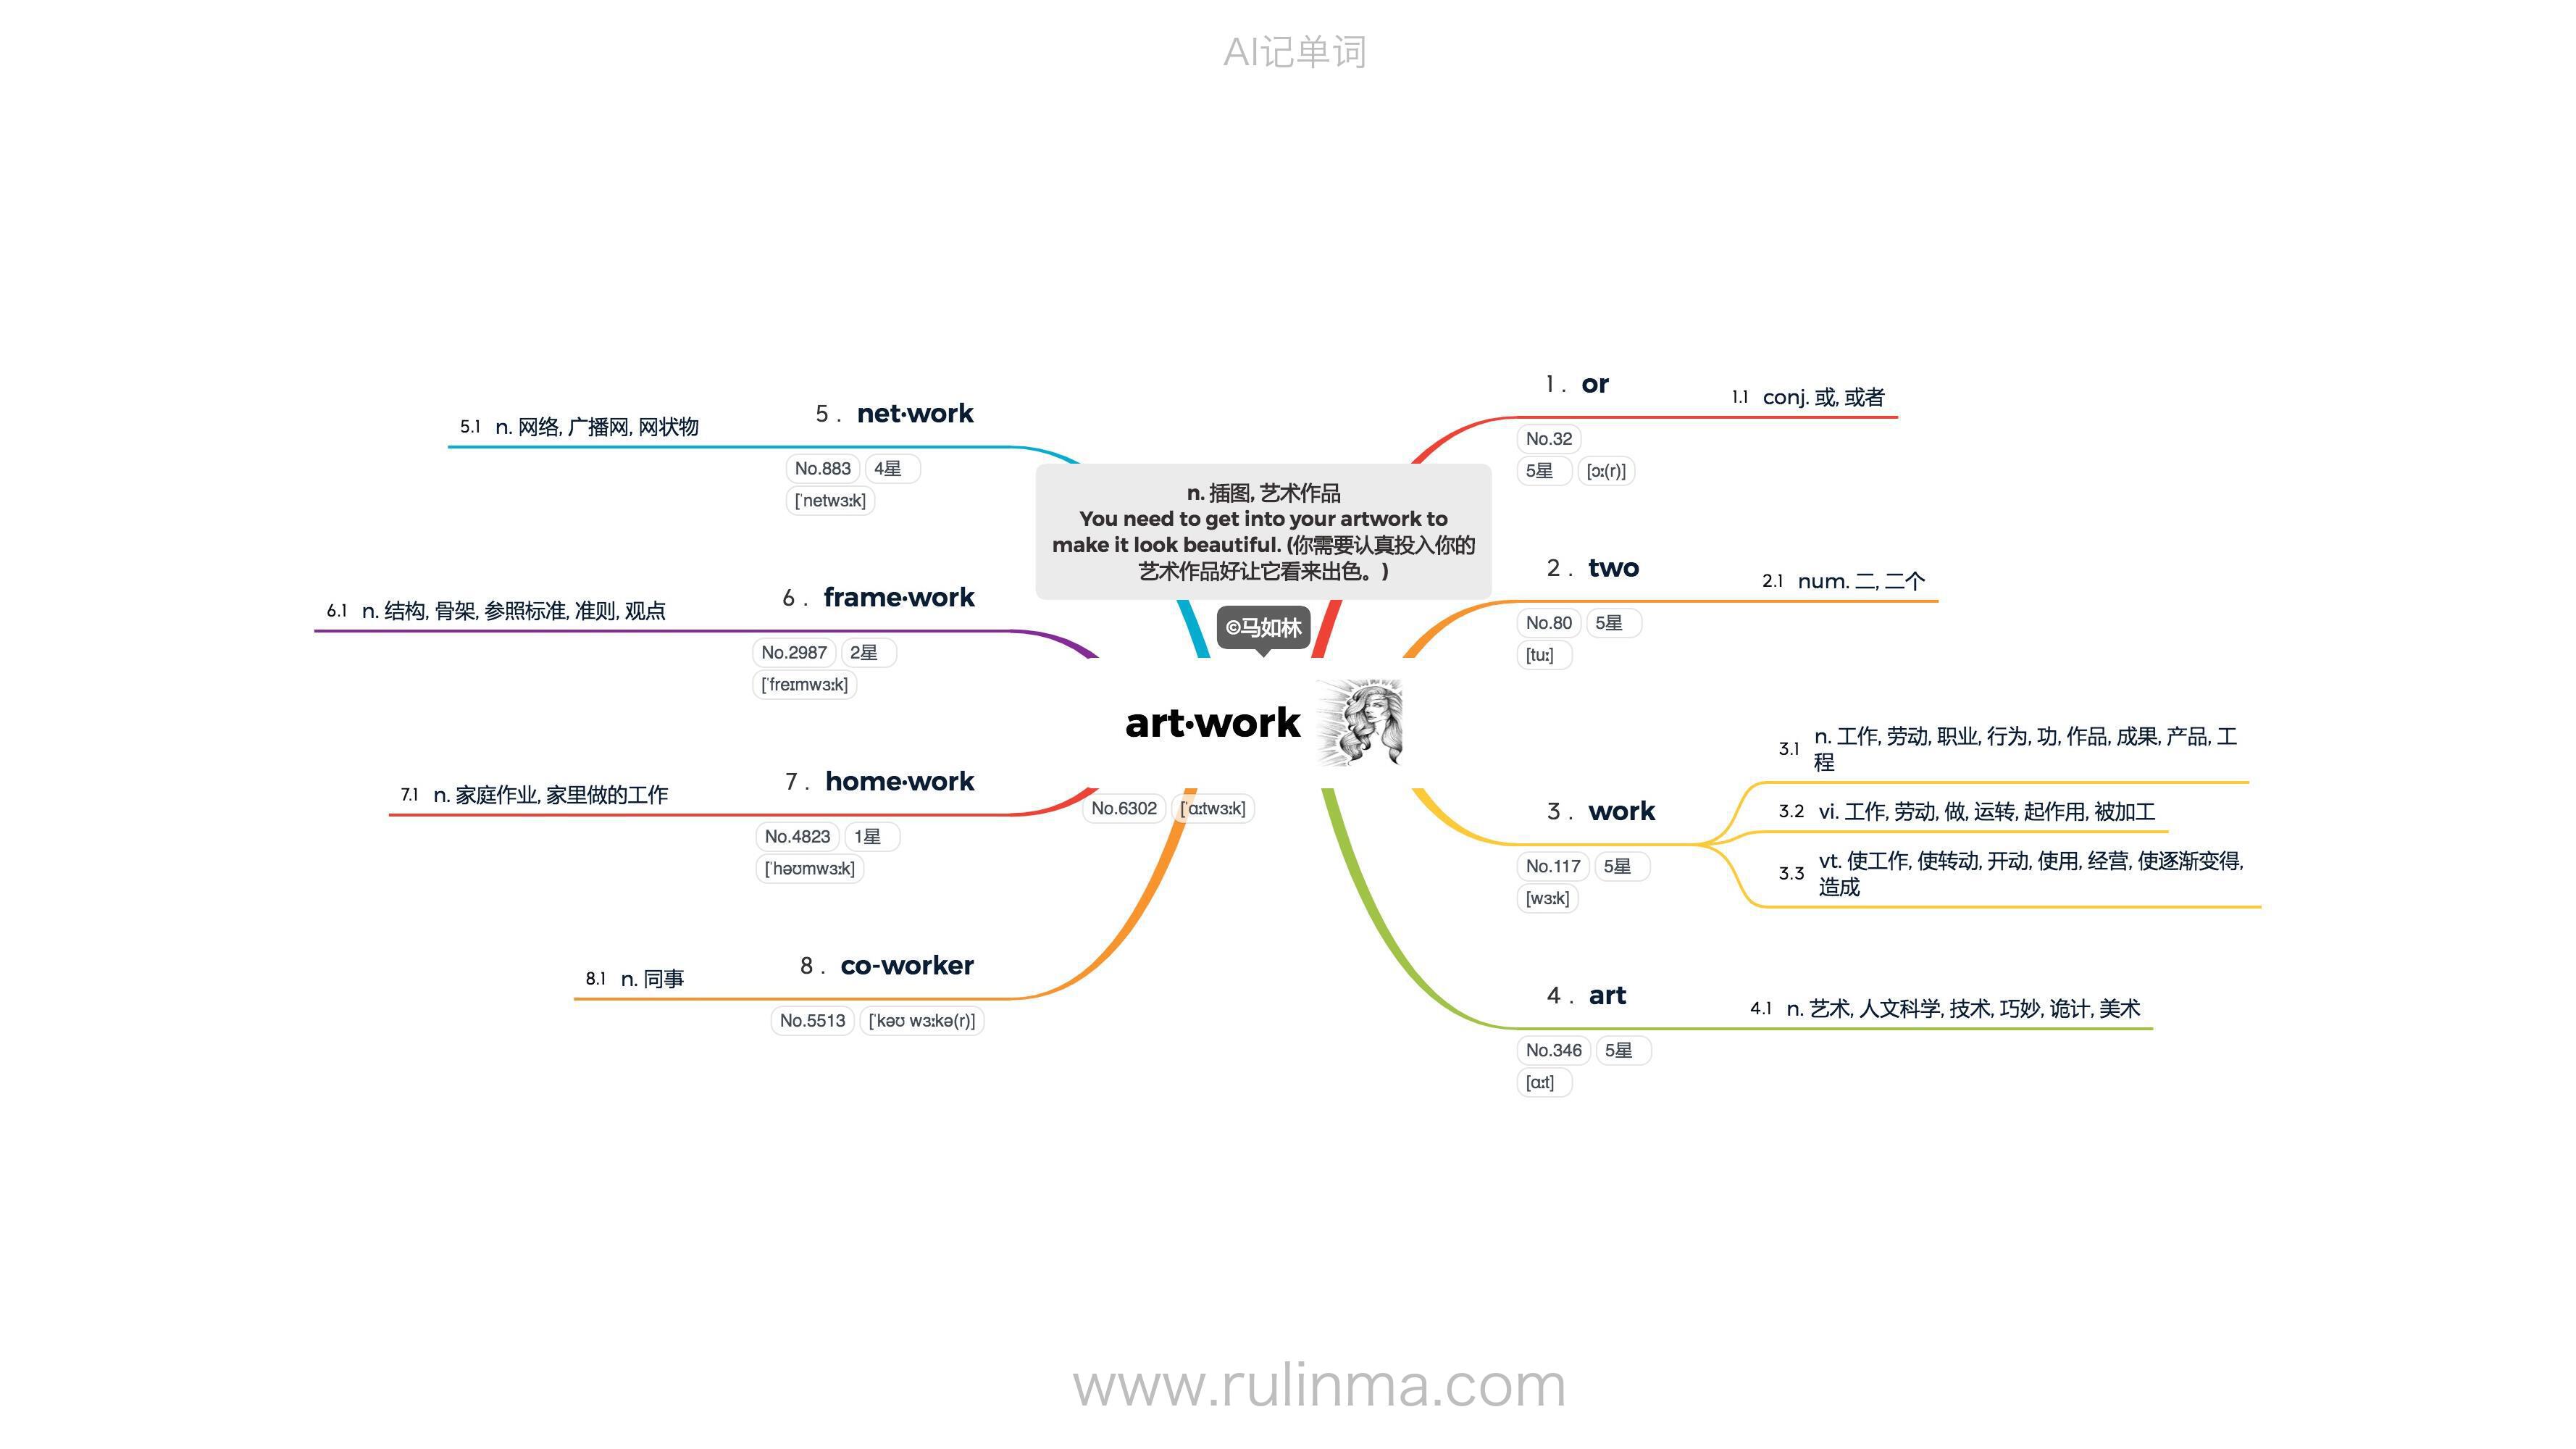 AI记单词
n. 插图, 艺术作品
You need to get into your artwork to
make it look beautiful. (你需要认真投入你的
艺术作品好让它看来出色。)
©马如林
art·work
No.6302 ['ɑːtwɜːk]
1 . or
No.32
5星 [ɔː(r)]
1.1 conj. 或, 或者
2 . two
No.80 5星
[tuː]
2.1 num. 二, 二个
3 . work
No.117 5星
[wɜːk]
3.1 n. 工作, 劳动, 职业, 行为, 功, 作品, 成果, 产品, 工
程
3.2 vi. 工作, 劳动, 做, 运转, 起作用, 被加工
3.3 vt. 使工作, 使转动, 开动, 使用, 经营, 使逐渐变得,
造成
4 . art
No.346 5星
[ɑːt]
4.1 n. 艺术, 人文科学, 技术, 巧妙, 诡计, 美术
5 . net·work
No.883 4星
['netwɜːk]
5.1 n. 网络, 广播网, 网状物
6 . frame·work
No.2987 2星
['freɪmwɜːk]
6.1 n. 结构, 骨架, 参照标准, 准则, 观点
7 . home·work
No.4823 1星
['həʊmwɜːk]
7.1 n. 家庭作业, 家里做的工作
8 . co-worker
No.5513 ['kəʊ wɜːkə(r)]
8.1 n. 同事
www.rulinma.com